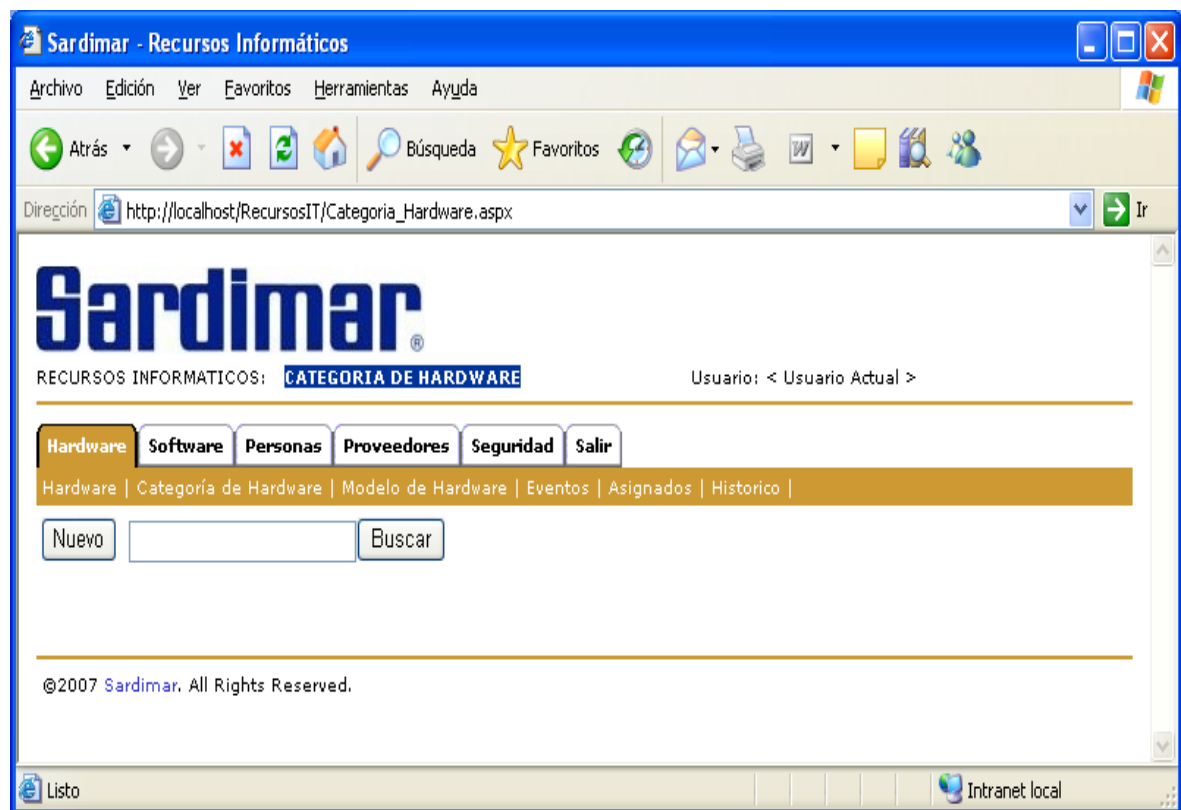 Sardimar - Recursos Informáticos
Archivo Edición Ver Favoritos Herramientas Ayuda
Atrás Búsqueda Favoritos W
Dirección http://localhost/RecursosIT/Categoria_Hardware.aspx Ir
Sardimar®
RECURSOS INFORMATICOS: CATEGORIA DE HARDWARE Usuario: < Usuario Actual >
Hardware Software Personas Proveedores Seguridad Salir
Hardware | Categoría de Hardware | Modelo de Hardware | Eventos | Asignados | Historico |
Nuevo Buscar
©2007 Sardimar. All Rights Reserved.
Listo Intranet local